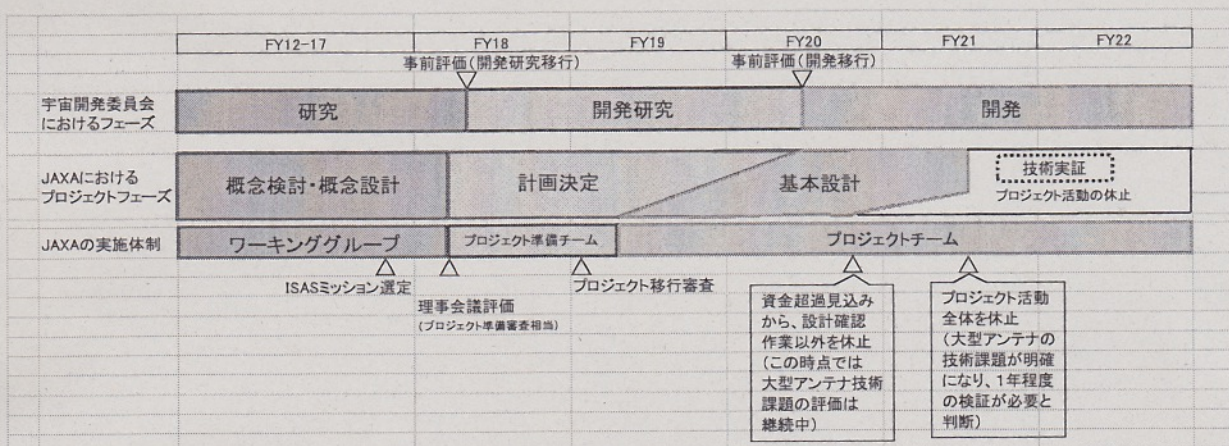 FY12-17 FY18 FY19 FY20 FY21 FY22
事前評価(開発研究移行) 事前評価(開発移行)
宇宙開発委員会
におけるフェーズ
研究 開発研究 開発
JAXAにおける
プロジェクトフェーズ
概念検討・概念設計 計画決定 基本設計
技術実証
プロジェクト活動の休止
JAXAの実施体制 ワーキンググループ プロジェクト準備チーム プロジェクトチーム
ISASミッション選定
理事会議評価
(プロジェクト準備審査相当)
プロジェクト移行審査
資金超過見込み
から、設計確認
作業以外を休止
(この時点では
大型アンテナ技術
課題の評価は
継続中)
プロジェクト活動
全体を休止
(大型アンテナの
技術課題が明確
になり、1年程度
の検証が必要と
判断)